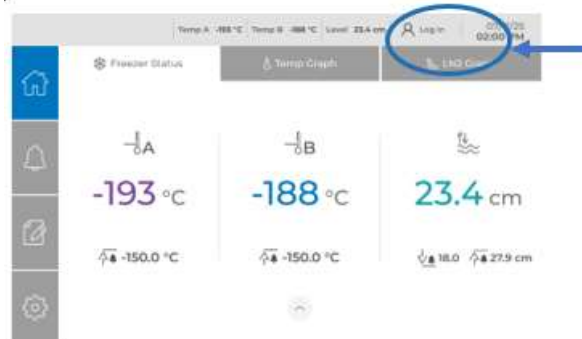 Temp A -193 °C Temp B -188 °C Level 23.4 cm Log In
02:00 PM
Freezer Status
Temp Graph
LN2
A
B
-193 °C
-188 °C
23.4 cm
-150.0 °C
-150.0 °C
18.0 27.9 cm